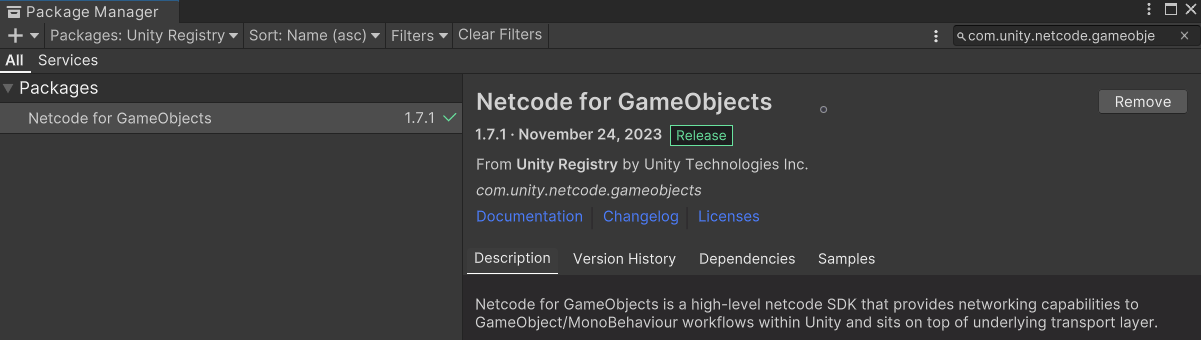 Package Manager
Packages: Unity Registry Sort: Name (asc) Filters Clear Filters com.unity.netcode.gameobje
All Services
Packages
Netcode for GameObjects 1.7.1
Netcode for GameObjects Remove
1.7.1 · November 24, 2023 Release
From Unity Registry by Unity Technologies Inc.
com.unity.netcode.gameobjects
Documentation Changelog Licenses
Description Version History Dependencies Samples
Netcode for GameObjects is a high-level netcode SDK that provides networking capabilities to
GameObject/MonoBehaviour workflows within Unity and sits on top of underlying transport layer.